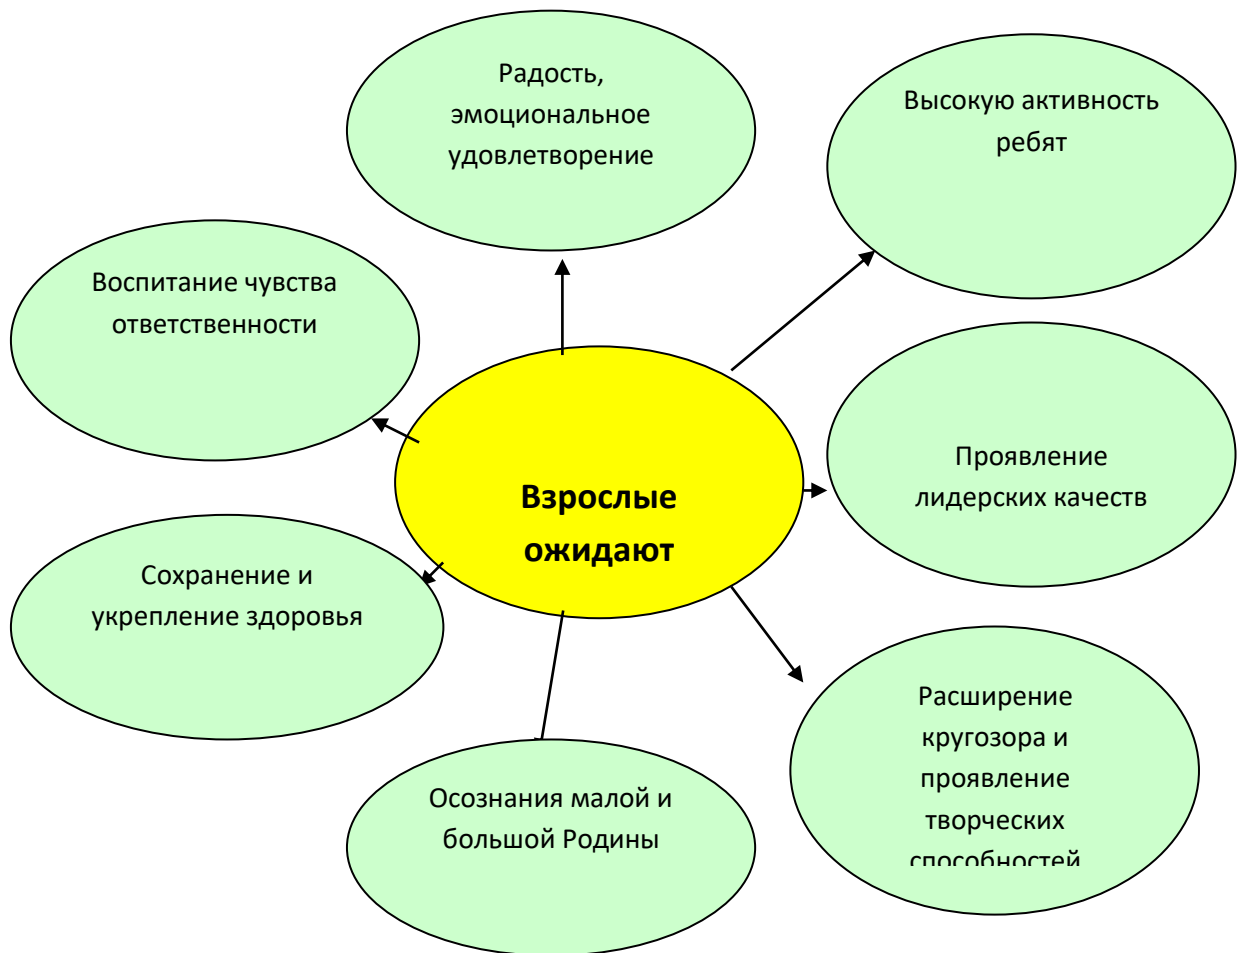 Радость,
эмоциональное
удовлетворение
Высокую активность
ребят
Воспитание чувства
ответственности
Взрослые
ожидают
Проявление
лидерских качеств
Сохранение и
укрепление здоровья
Расширение
кругозора и
проявление
творческих
способностей
Осознания малой и
большой Родины